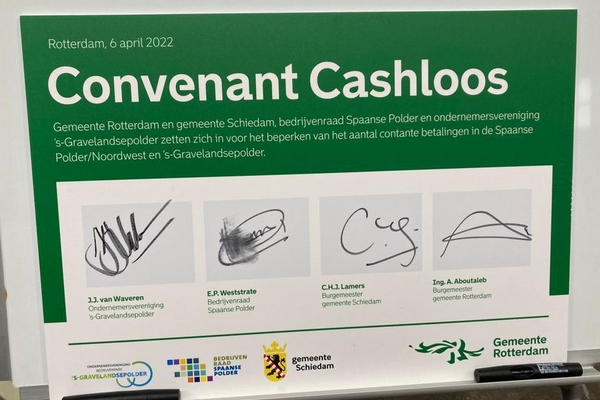 Rotterdam, 6 april 2022
Convenant Cashloos
Gemeente Rotterdam en gemeente Schiedam, bedrijvenraad Spaanse Polder en ondernemersvereniging
's-Gravelandsepolder zetten zich in voor het beperken van het aantal contante betalingen in de Spaanse
Polder/Noordwest en 's-Gravelandsepolder.
J.J. van Waveren
Ondernemersvereniging
's-Gravelandsepolder
E.P. Weststrate
Bedrijvenraad
Spaanse Polder
C.H.J. Lamers
Burgemeester
gemeente Schiedam
Ing. A. Aboutaleb
Burgemeester
gemeente Rotterdam
ONDERNEMERSVERENIGING
BEDRIJVENTERREIN
'S-GRAVELANDSEPOLDER
BEDRIJVEN
RAAD
SPAANSE
POLDER
gemeente
Schiedam
Gemeente
Rotterdam